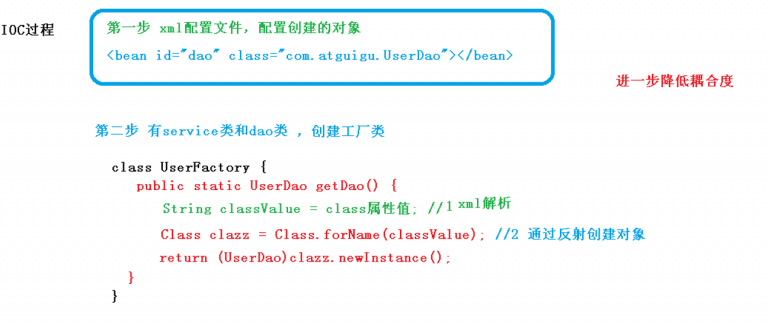 IOC过程
第一步 xml配置文件，配置创建的对象
<bean id="dao" class="com.atguigu.UserDao"></bean>
进一步降低耦合度
第二步 有service类和dao类 ，创建工厂类
class UserFactory {
public static UserDao getDao() {
String classValue = class属性值; //1 xml解析
Class clazz = Class.forName(classValue); //2 通过反射创建对象
return (UserDao)clazz.newInstance();
}
}